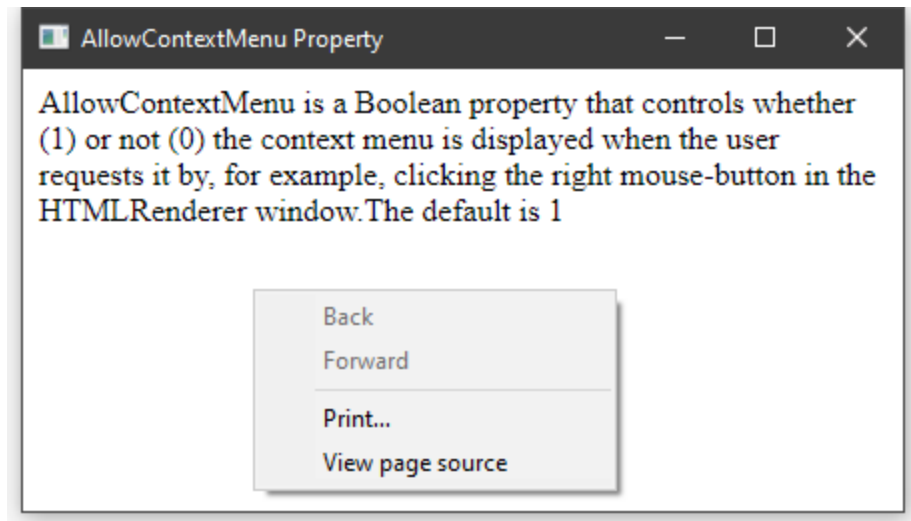 AllowContextMenu Property
AllowContextMenu is a Boolean property that controls whether
(1) or not (0) the context menu is displayed when the user
requests it by, for example, clicking the right mouse-button in the
HTMLRenderer window.The default is 1
Back
Forward
Print...
View page source